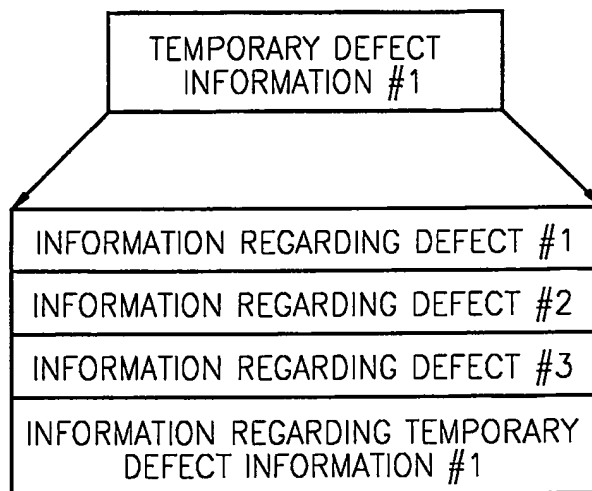 TEMPORARY DEFECT
INFORMATION #1
INFORMATION REGARDING DEFECT #1
INFORMATION REGARDING DEFECT #2
INFORMATION REGARDING DEFECT #3
INFORMATION REGARDING TEMPORARY
DEFECT INFORMATION #1